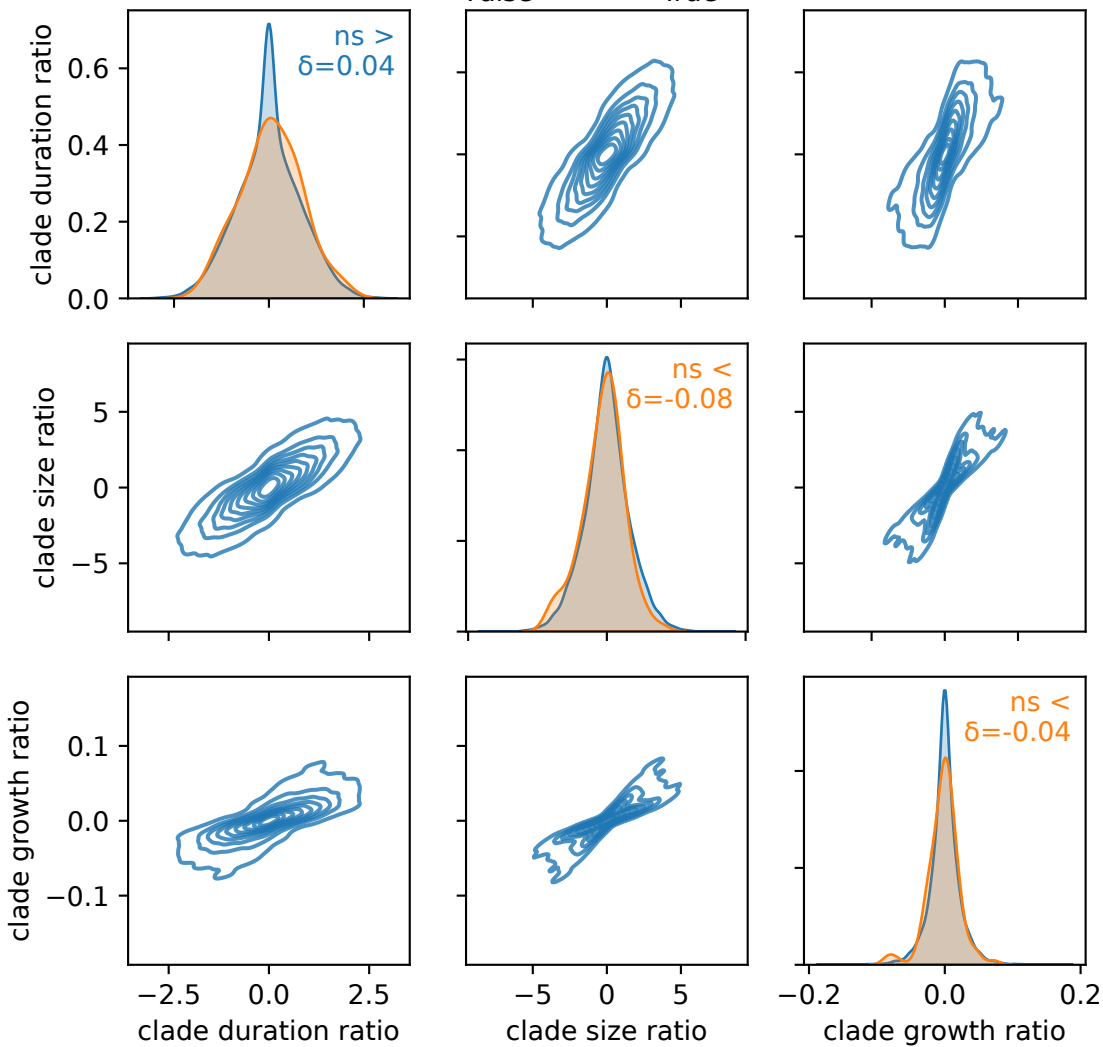 clade duration ratio
0.6
0.4
0.2
0.0
ns >
δ=0.04
clade size ratio
5
0
−5
ns <
δ=-0.08
clade growth ratio
0.1
0.0
−0.1
ns <
δ=-0.04
−2.5 0.0 2.5
−5 0 5
−0.2 0.0 0.2
clade duration ratio
clade size ratio
clade growth ratio